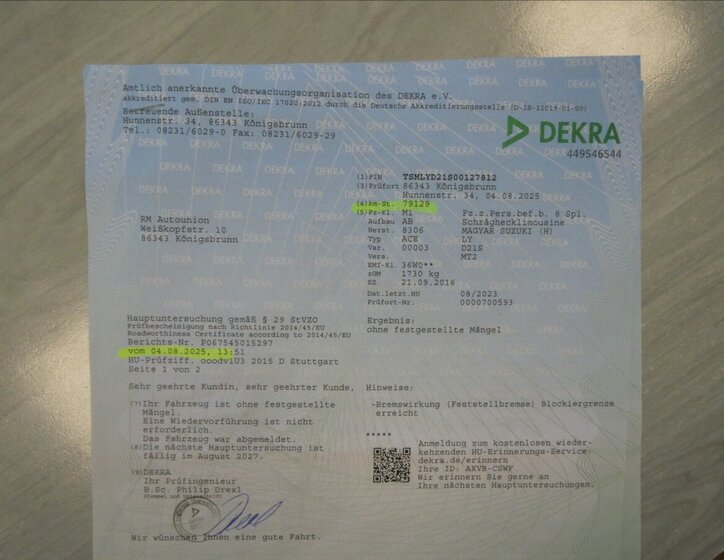 Amtlich anerkannte Überwachungsorganisation des DEKRA e.V.
akkreditiert gem. DIN EN ISO/IEC 17020:2012 durch die Deutsche Akkreditierungsstelle (D-IS-11019-01-00)
Betreuende Außenstelle:
Hunnenstr. 34, 86343 Königsbrunn
Tel.: 08231/6029-0 Fax: 08231/6029-29
DEKRA
449546544
(1) FIN TSMLYD21S00127812
(3) Prüfort 86343 Königsbrunn
Hunnenstr. 34, 04.08.2025
(4) km-St. 79129
(5) Fz-Kl. M1 Fz.z.Pers.bef.b. 8 Spl.
Aufbau AB Schräghecklimousine
Herst. 8306 MAGYAR SUZUKI (H)
Typ ACE LY
Var. 00003 D21S
Vers. MT2
EMI-Kl. 36W0**
zGM 1730 kg
EZ 21.09.2016
Dat.letzt.HU 08/2023
Prüfort-Nr. 0000700593
RM Autounion
Weißkopfstr. 10
86343 Königsbrunn
Hauptuntersuchung gemäß § 29 StVZO
Prüfbescheinigung nach Richtlinie 2014/45/EU
Roadworthiness Certificate according to 2014/45/EU
Berichts-Nr. P067545015297
vom 04.08.2025, 13:51
HU-Prüfziff. ooodv1U3 2015 D Stuttgart
Seite 1 von 2
Ergebnis:
ohne festgestellte Mängel
Sehr geehrte Kundin, sehr geehrter Kunde,
(7) Ihr Fahrzeug ist ohne festgestellte
Mängel.
Eine Wiedervorführung ist nicht
erforderlich.
Das Fahrzeug war abgemeldet.
(8) Die nächste Hauptuntersuchung ist
fällig im August 2027.
(9) DEKRA
Ihr Prüfingenieur
B.Sc. Philip Drexl
Stempel und Unterschrift
Wir wünschen Ihnen eine gute Fahrt.
Hinweise:
-Bremswirkung (Feststellbremse) Blockiergrenze
erreicht
*****
Anmeldung zum kostenlosen wieder-
kehrenden HU-Erinnerungs-Service:
dekra.de/erinnern
Ihre ID: AXVB-CSWF
Wir erinnern Sie gerne an
Ihre nächsten Hauptuntersuchungen.